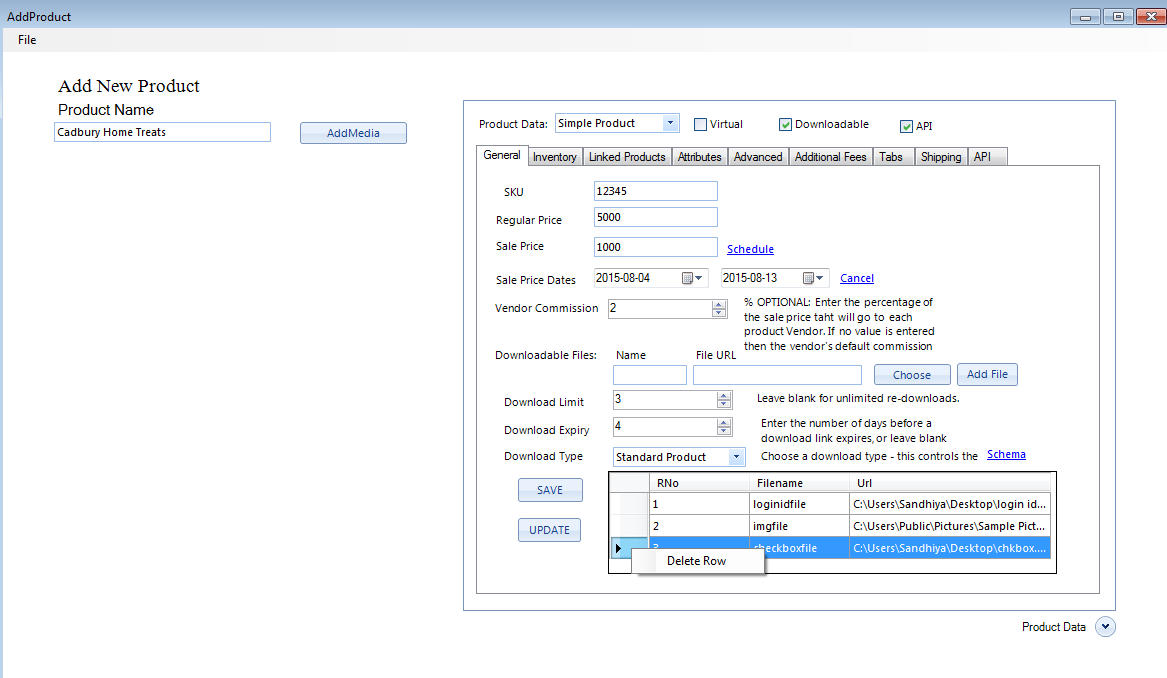 AddProduct
File
Add New Product
Product Name
Cadbury Home Treats
AddMedia
Product Data:
Simple Product
Virtual
Downloadable
API
General
Inventory
Linked Products
Attributes
Advanced
Additional Fees
Tabs
Shipping
API
SKU
12345
Regular Price
5000
Sale Price
1000
Schedule
Sale Price Dates
2015-08-04
2015-08-13
Cancel
Vendor Commission
2
% OPTIONAL: Enter the percentage of
the sale price taht will go to each
product Vendor. If no value is entered
then the vendor's default commission
Downloadable Files:
Name
File URL
Choose
Add File
Download Limit
3
Leave blank for unlimited re-downloads.
Download Expiry
4
Enter the number of days before a
download link expires, or leave blank
Download Type
Standard Product
Choose a download type - this controls the
Schema
SAVE
UPDATE
RNo Filename Url
1 loginidfile C:\Users\Sandhiya\Desktop\login id...
2 imgfile C:\Users\Public\Pictures\Sample Pict...
checkboxfile C:\Users\Sandhiya\Desktop\chkbox....
Delete Row
Product Data